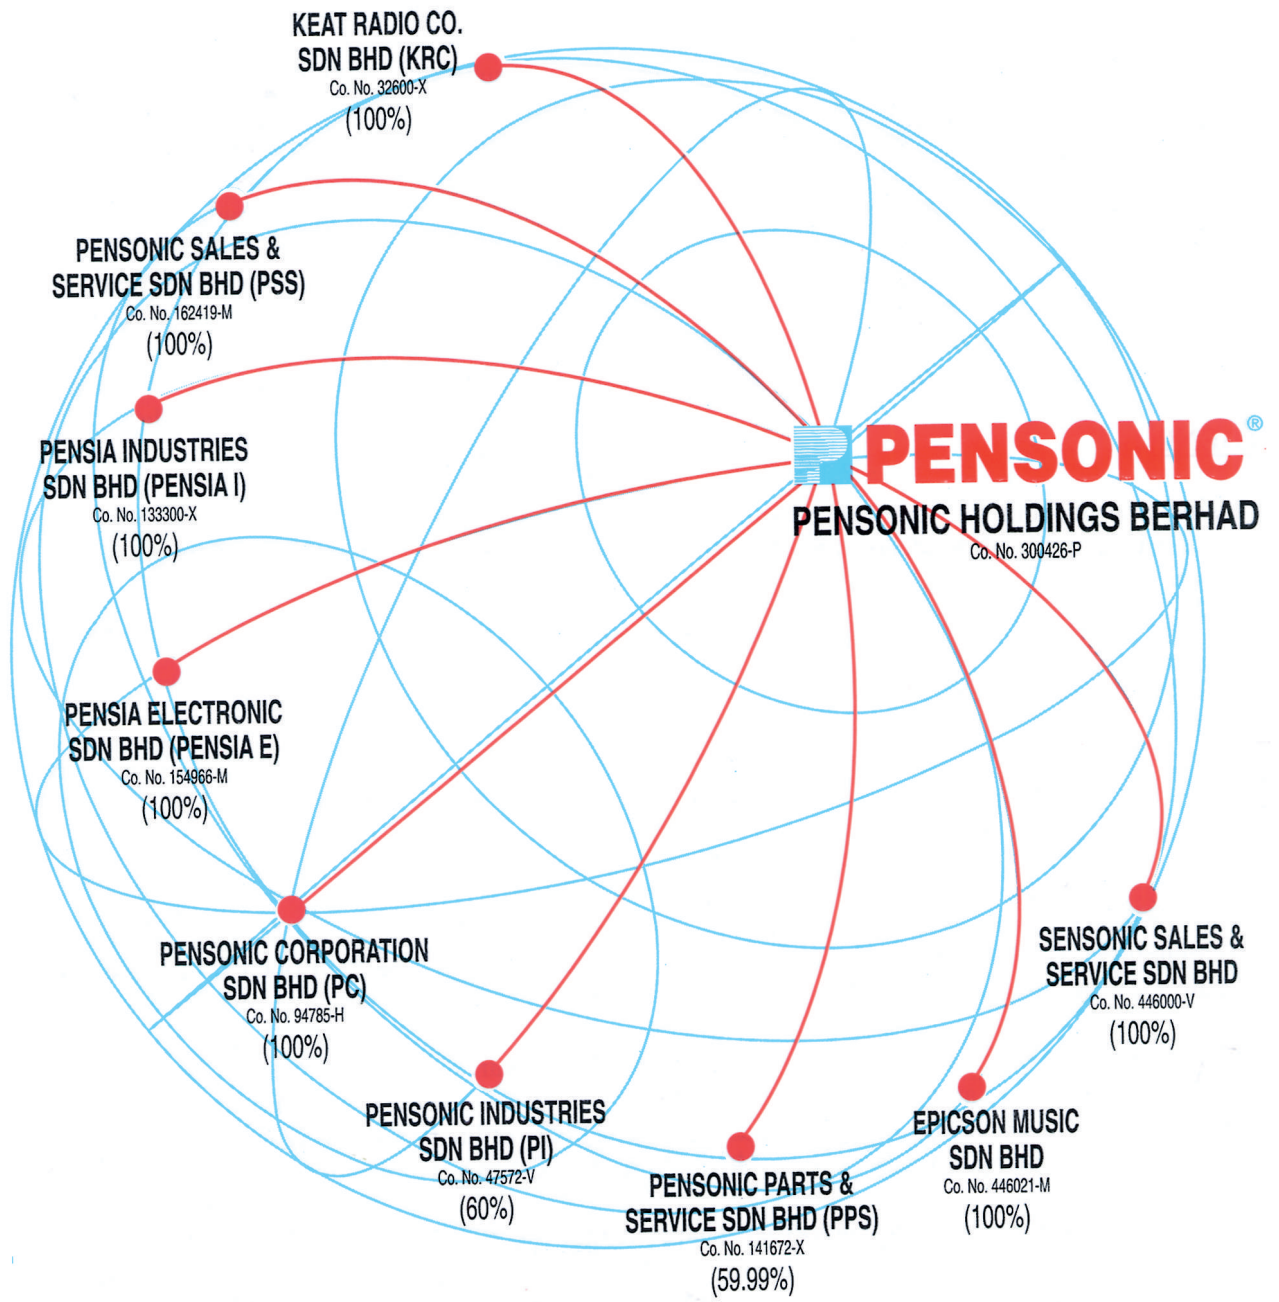 KEAT RADIO CO.
SDN BHD (KRC)
Co. No. 32600-X
(100%)
PENSONIC SALES &
SERVICE SDN BHD (PSS)
Co. No. 162419-M
(100%)
PENSIA INDUSTRIES
SDN BHD (PENSIA I)
Co. No. 133300-X
(100%)
PENSONIC®
PENSONIC HOLDINGS BERHAD
Co. No. 300426-P
PENSIA ELECTRONIC
SDN BHD (PENSIA E)
Co. No. 154966-M
(100%)
PENSONIC CORPORATION
SDN BHD (PC)
Co. No. 94785-H
(100%)
PENSONIC INDUSTRIES
SDN BHD (PI)
Co. No. 47572-V
(60%)
PENSONIC PARTS &
SERVICE SDN BHD (PPS)
Co. No. 141672-X
(59.99%)
EPICSON MUSIC
SDN BHD
Co. No. 446021-M
(100%)
SENSONIC SALES &
SERVICE SDN BHD
Co. No. 446000-V
(100%)